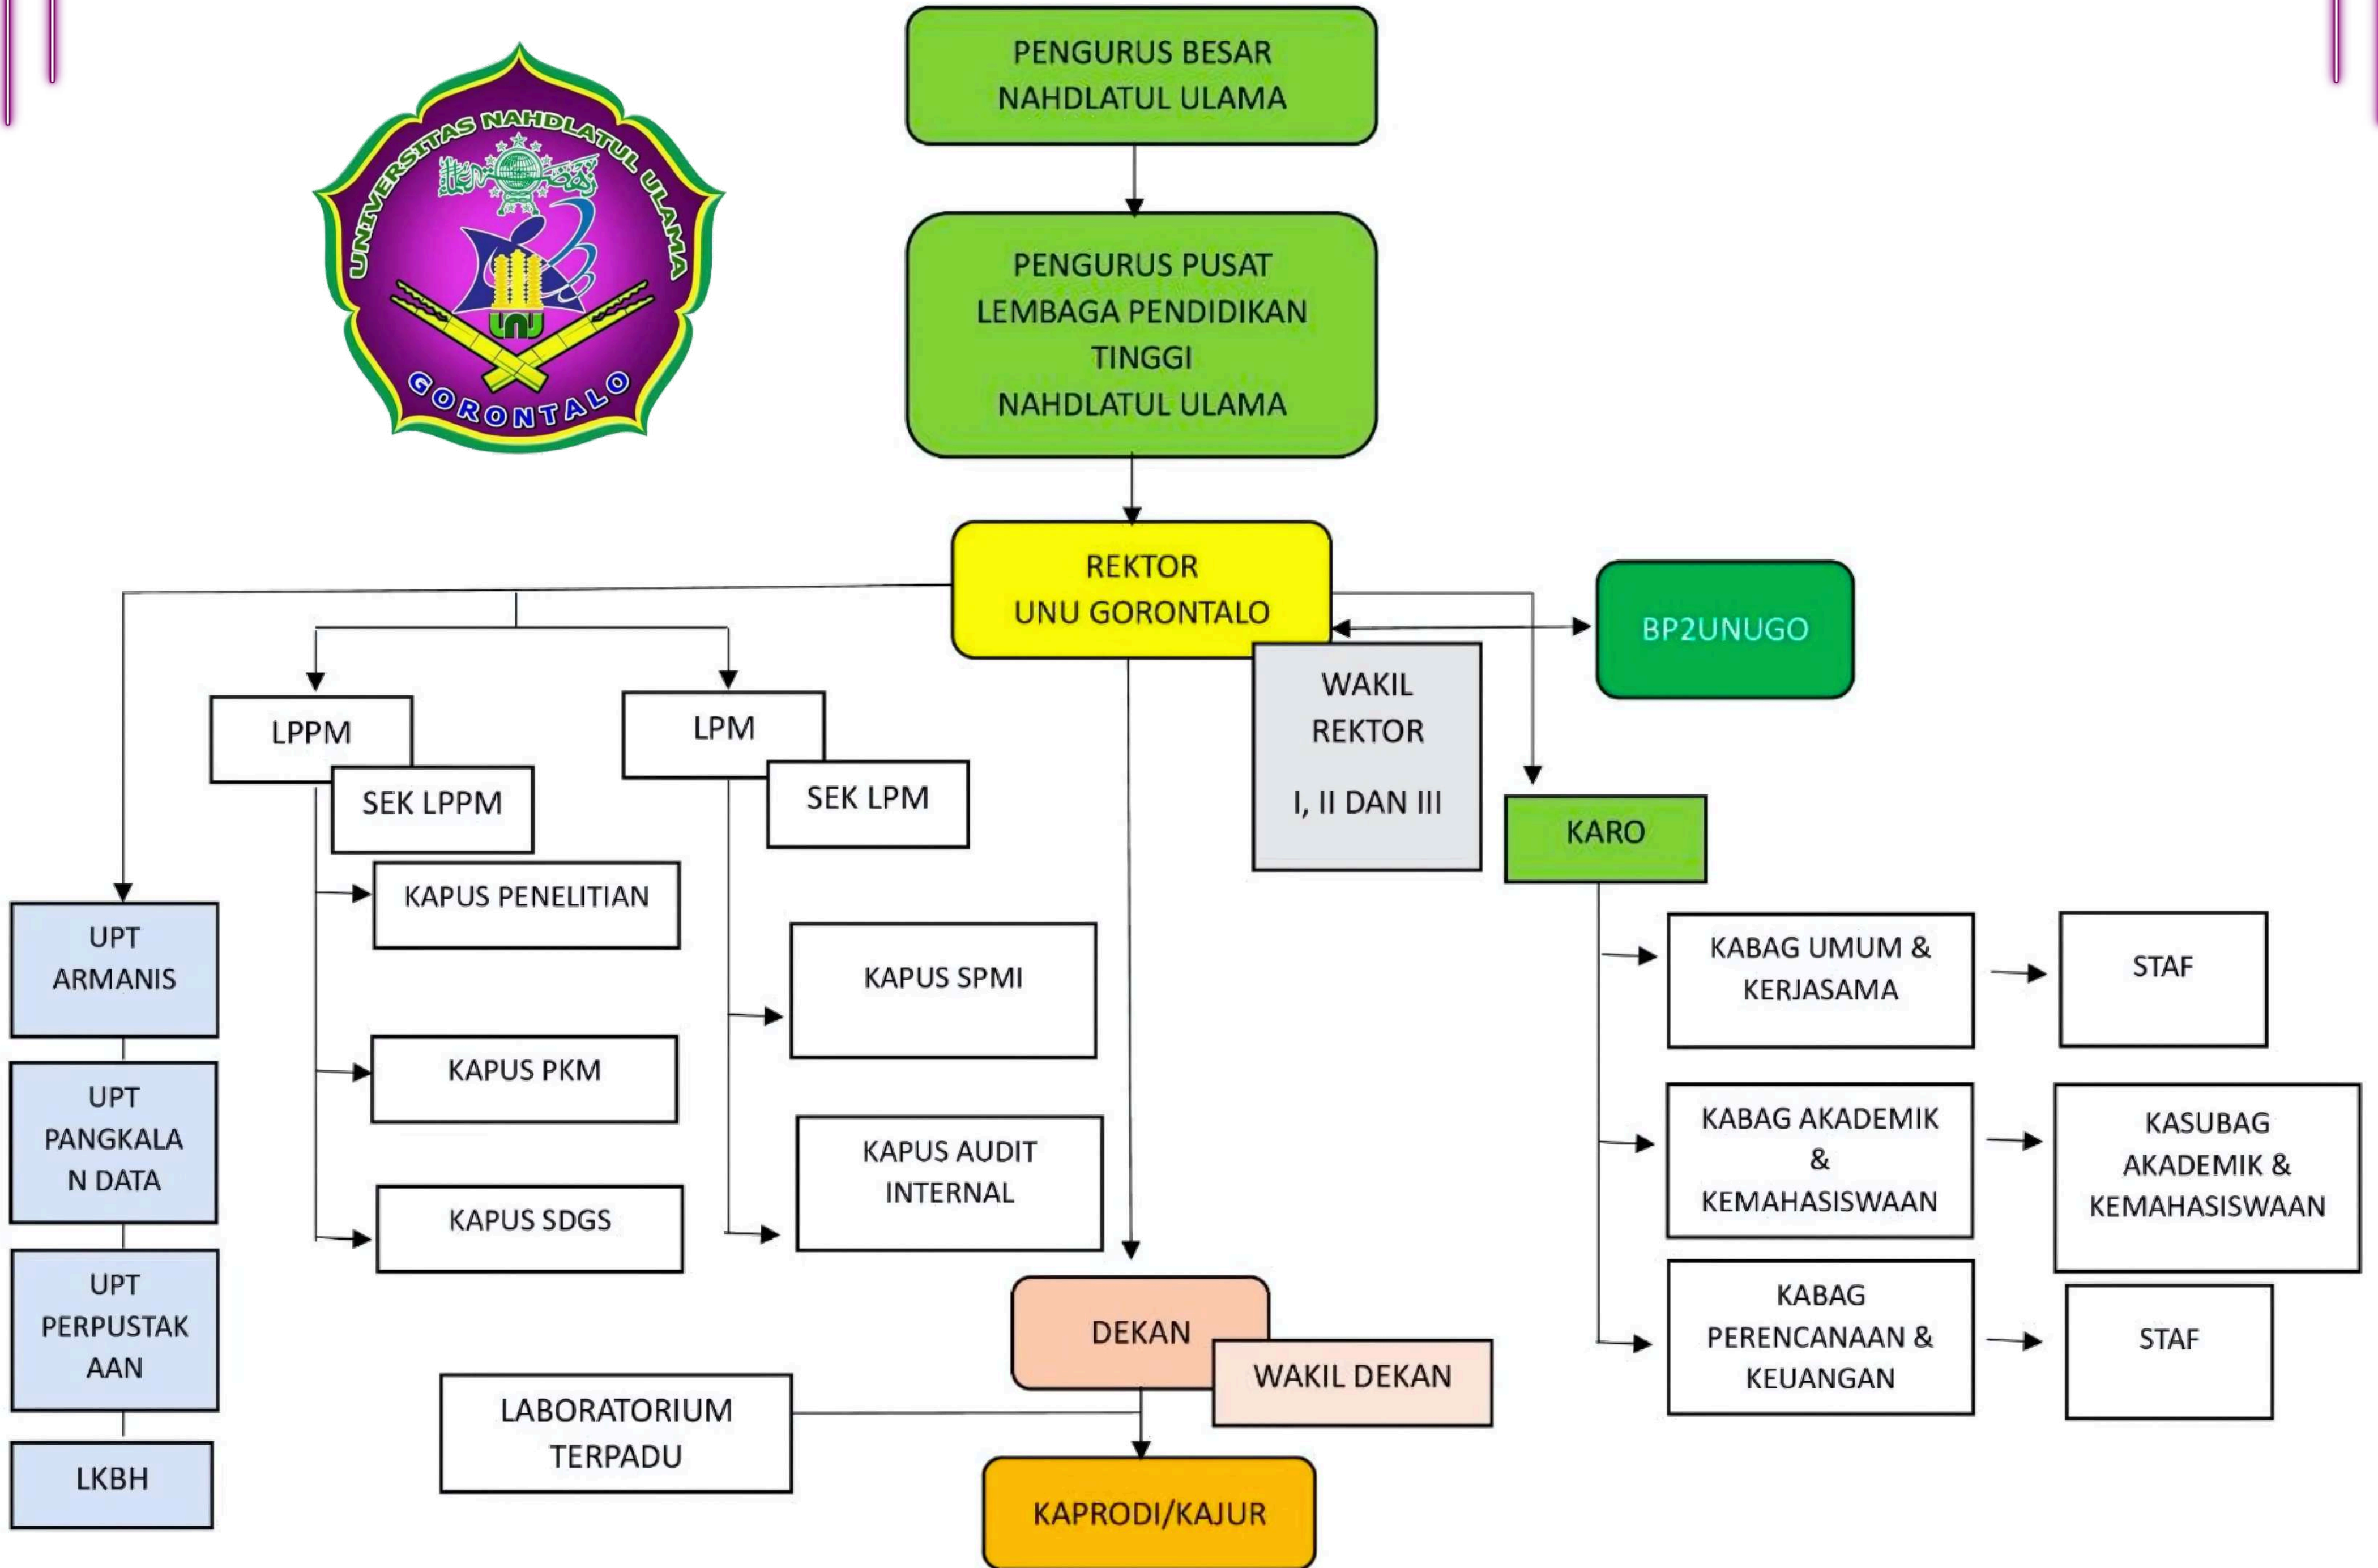 PENGURUS BESAR
NAHDLATUL ULAMA
UNIVERSITAS NAHDLATUL ULAMA
UNU
GORONTALO
PENGURUS PUSAT
LEMBAGA PENDIDIKAN
TINGGI
NAHDLATUL ULAMA
REKTOR
UNU GORONTALO
BP2UNUGO
WAKIL
REKTOR
I, II DAN III
LPPM
SEK LPPM
LPM
SEK LPM
KARO
UPT
ARMANIS
UPT
PANGKALA
N DATA
UPT
PERPUSTAK
AAN
LKBH
KAPUS PENELITIAN
KAPUS PKM
KAPUS SDGS
KAPUS SPMI
KAPUS AUDIT
INTERNAL
KABAG UMUM &
KERJASAMA
STAF
KABAG AKADEMIK
&
KEMAHASISWAAN
KASUBAG
AKADEMIK &
KEMAHASISWAAN
KABAG
PERENCANAAN &
KEUANGAN
STAF
DEKAN
WAKIL DEKAN
LABORATORIUM
TERPADU
KAPRODI/KAJUR